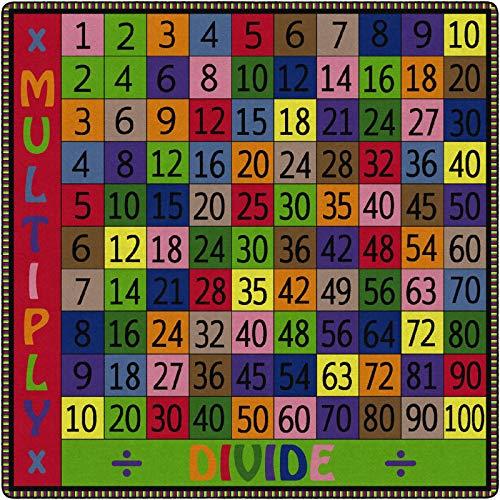 x 1 2 3 4 5 6 7 8 9 10
MULTIPLY
2 4 6 8 10 12 14 16 18 20
3 6 9 12 15 18 21 24 27 30
4 8 12 16 20 24 28 32 36 40
5 10 15 20 25 30 35 40 45 50
6 12 18 24 30 36 42 48 54 60
7 14 21 28 35 42 49 56 63 70
8 16 24 32 40 48 56 64 72 80
9 18 27 36 45 54 63 72 81 90
x 10 20 30 40 50 60 70 80 90 100
÷ DIVIDE ÷